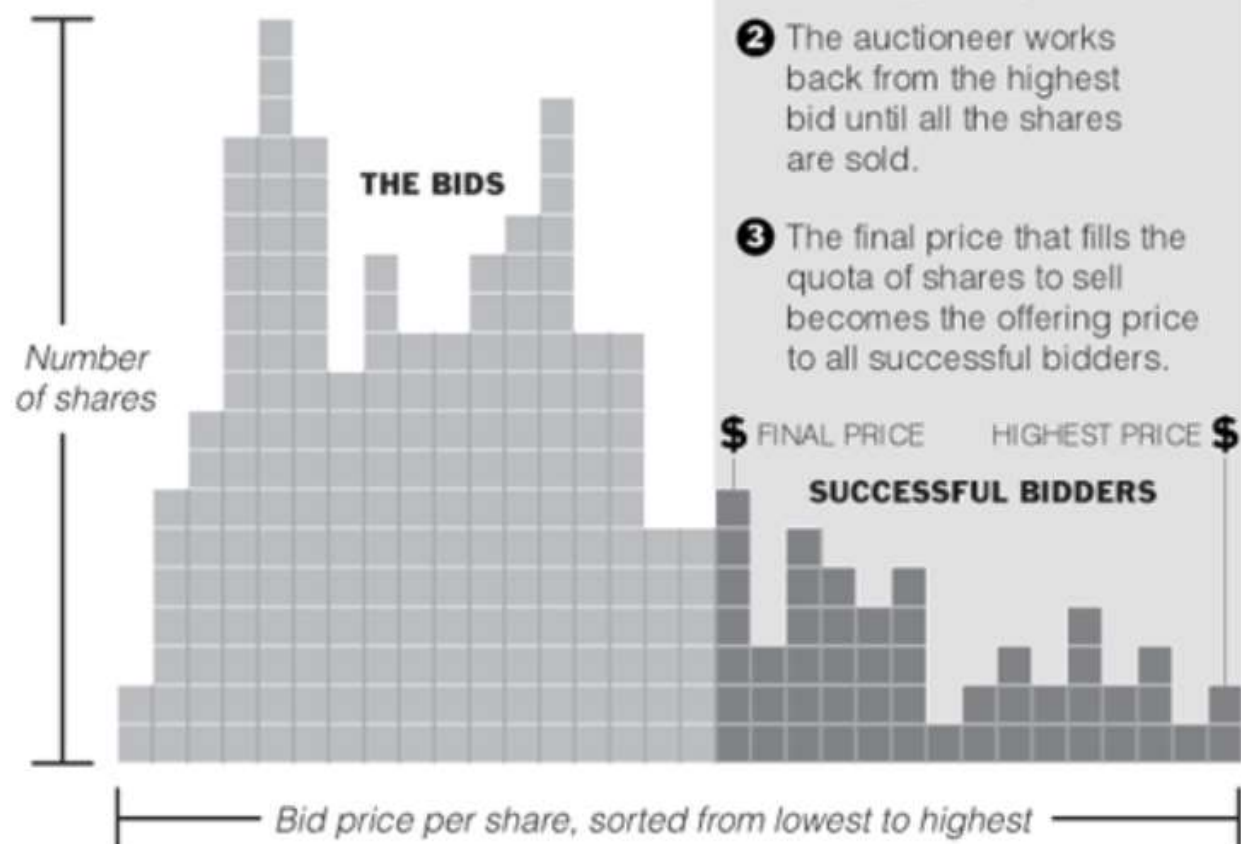 ❷ The auctioneer works
back from the highest
bid until all the shares
are sold.
THE BIDS
❸ The final price that fills the
quota of shares to sell
becomes the offering price
to all successful bidders.
Number
of shares
$ FINAL PRICE HIGHEST PRICE $
SUCCESSFUL BIDDERS
Bid price per share, sorted from lowest to highest